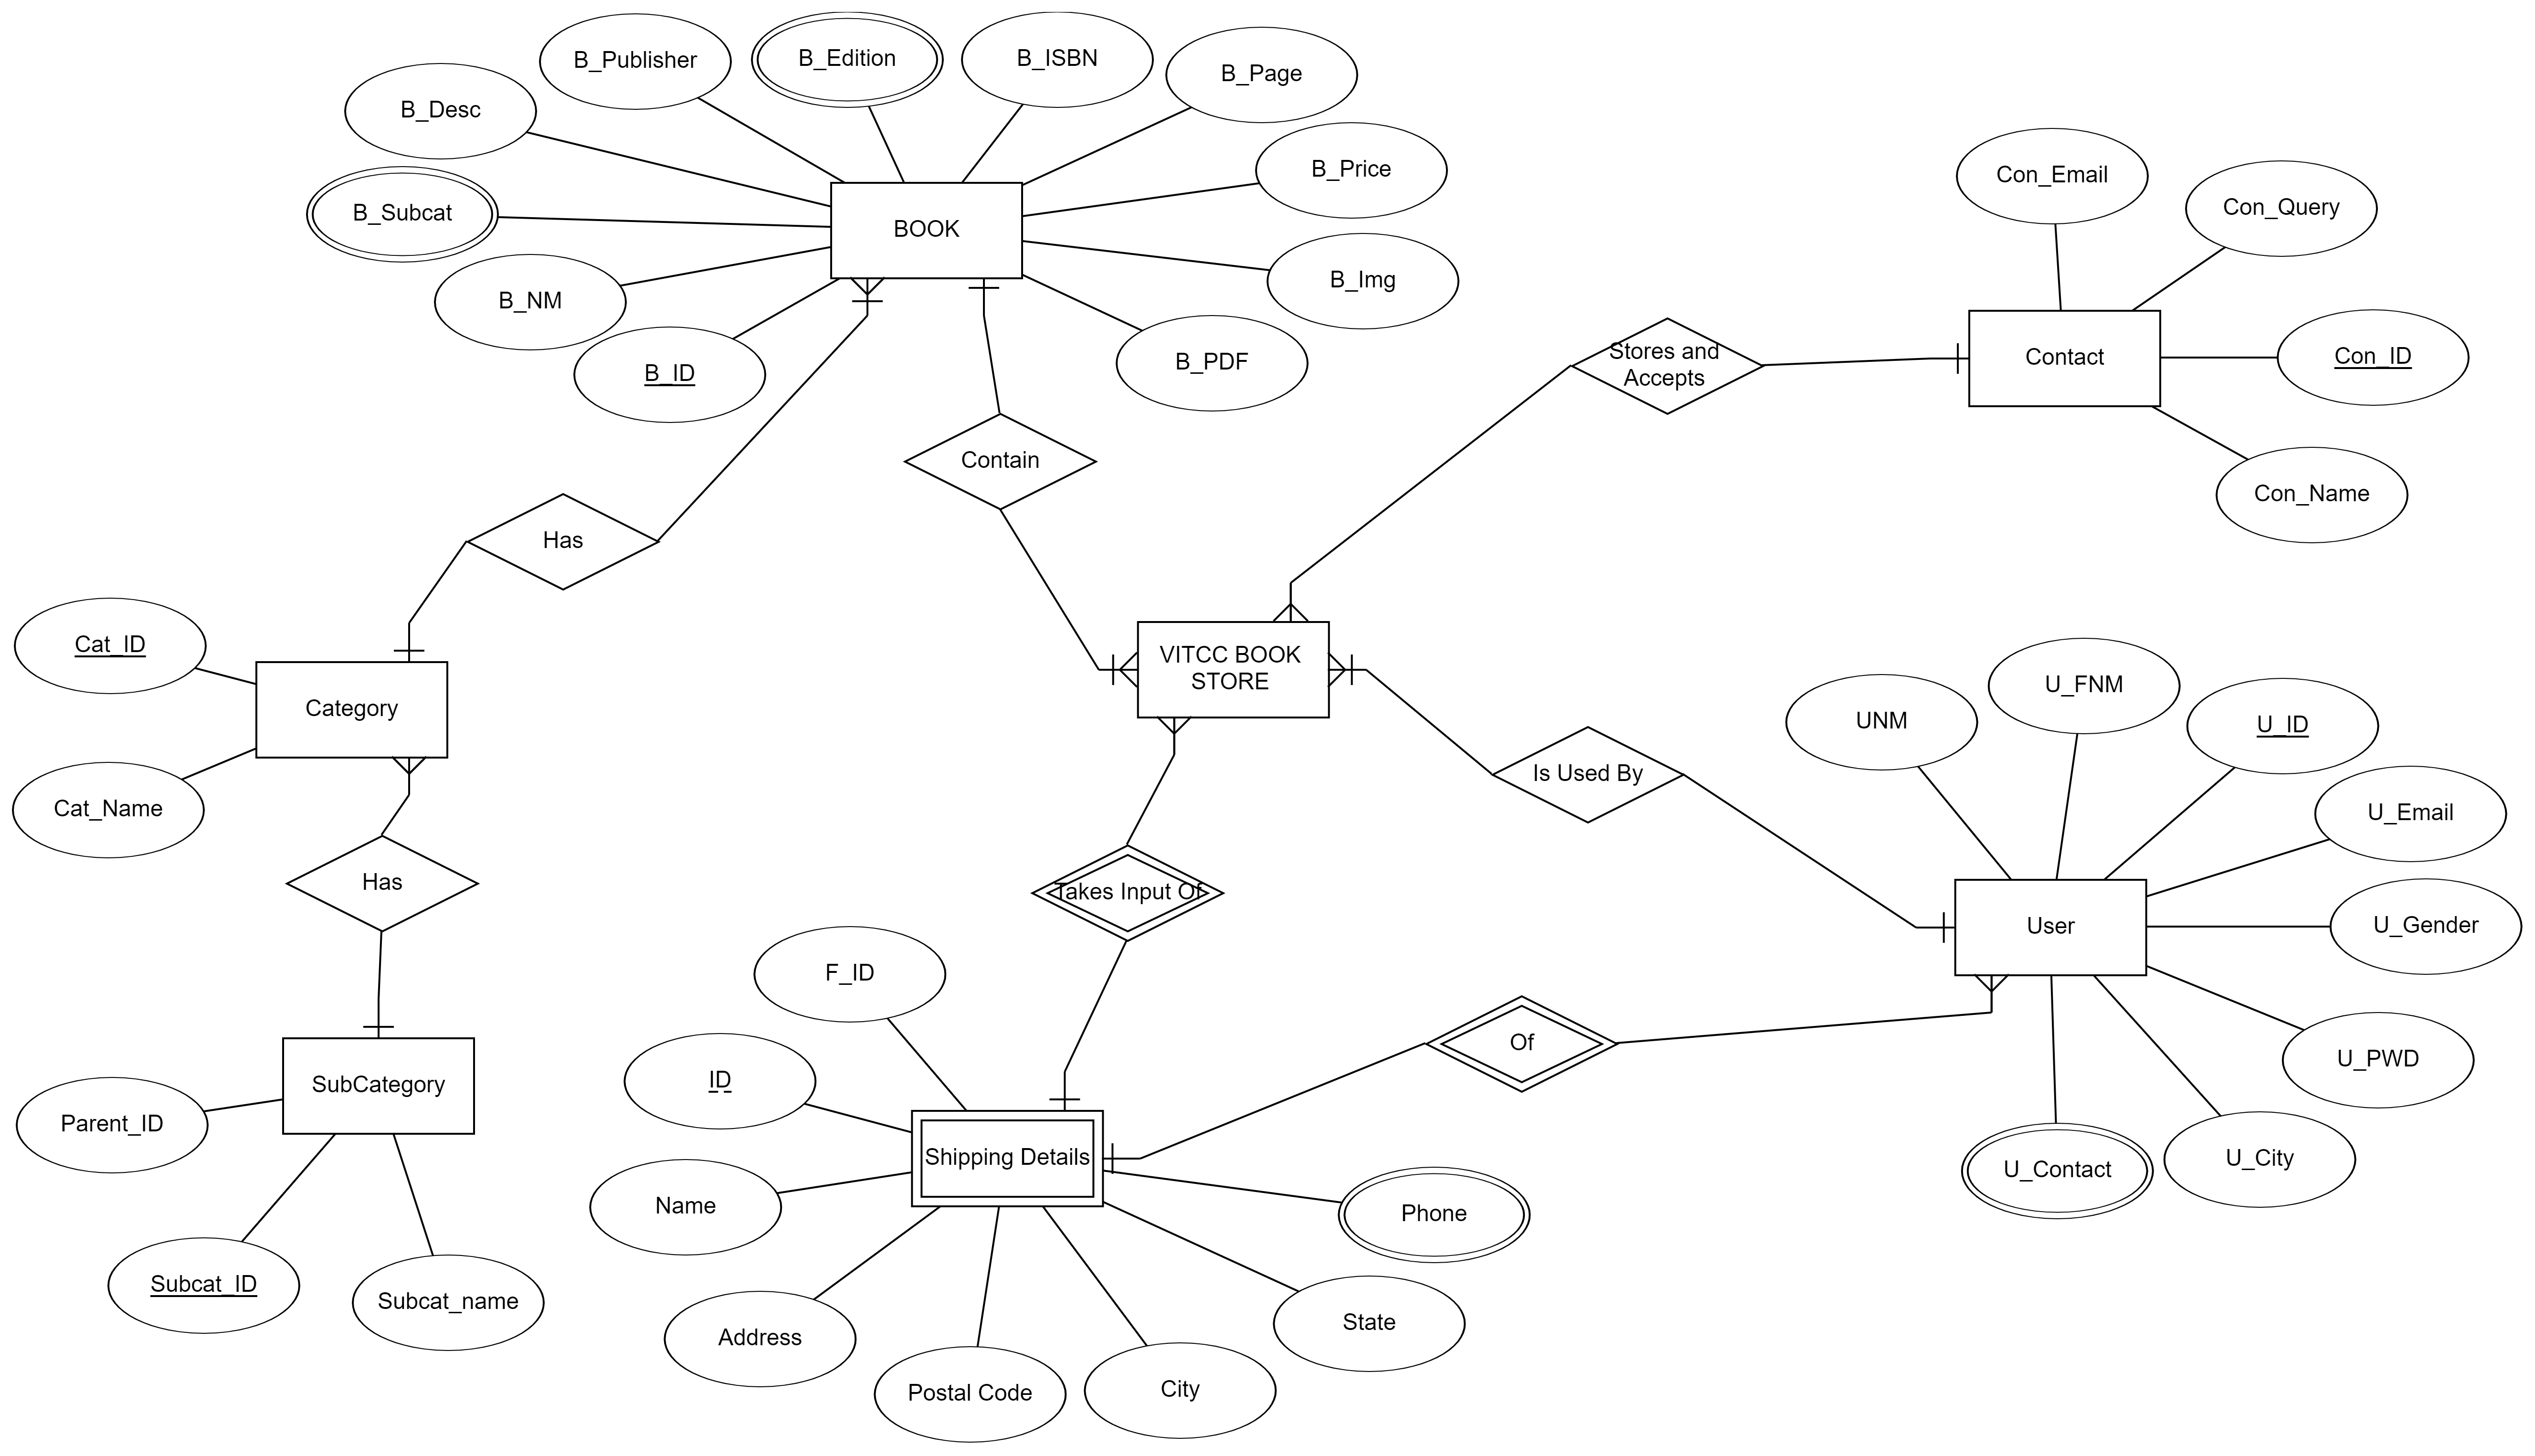 B_Publisher
B_Edition
B_ISBN
B_Page
B_Desc
B_Price
B_Subcat
BOOK
B_NM
B_Img
B_ID
B_PDF
Con_Email
Con_Query
Stores and
Accepts
Contact
Con_ID
Con_Name
Contain
Has
Cat_ID
Category
Cat_Name
Has
VITCC BOOK
STORE
Is Used By
UNM
U_FNM
U_ID
U_Email
User
U_Gender
U_PWD
U_City
U_Contact
Takes Input Of
Of
F_ID
ID
Shipping Details
Name
Phone
Address
State
Postal Code
City
SubCategory
Parent_ID
Subcat_ID
Subcat_name